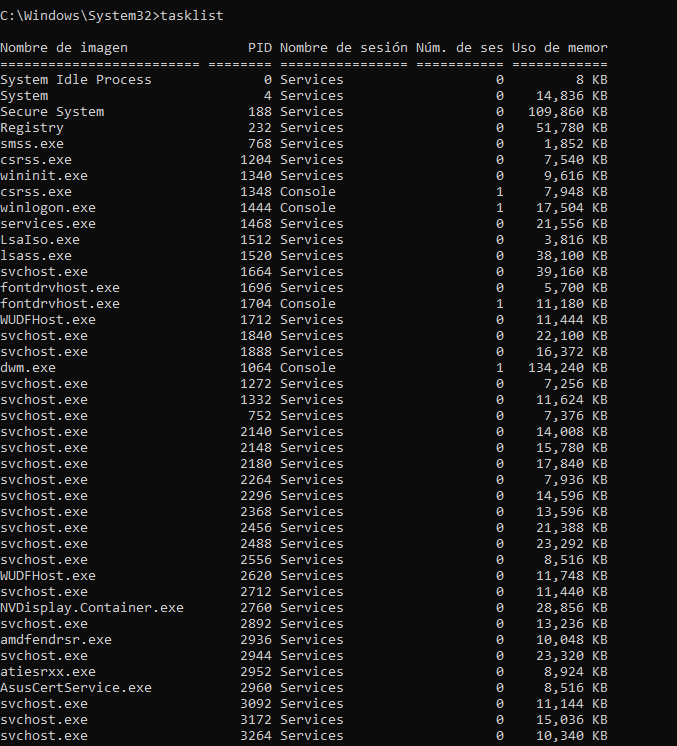 C:\Windows\System32>tasklist
Nombre de imagen PID Nombre de sesión Núm. de ses Uso de memor
========================= ======== ================ =========== ============
System Idle Process 0 Services 0 8 KB
System 4 Services 0 14,836 KB
Secure System 188 Services 0 109,860 KB
Registry 232 Services 0 51,780 KB
smss.exe 768 Services 0 1,852 KB
csrss.exe 1204 Services 0 7,540 KB
wininit.exe 1340 Services 0 9,616 KB
csrss.exe 1348 Console 1 7,948 KB
winlogon.exe 1444 Console 1 17,504 KB
services.exe 1468 Services 0 21,556 KB
LsaIso.exe 1512 Services 0 3,816 KB
lsass.exe 1520 Services 0 38,100 KB
svchost.exe 1664 Services 0 39,160 KB
fontdrvhost.exe 1696 Services 0 5,700 KB
fontdrvhost.exe 1704 Console 1 11,180 KB
WUDFHost.exe 1712 Services 0 11,444 KB
svchost.exe 1840 Services 0 22,100 KB
svchost.exe 1888 Services 0 16,372 KB
dwm.exe 1064 Console 1 134,240 KB
svchost.exe 1272 Services 0 7,256 KB
svchost.exe 1332 Services 0 11,624 KB
svchost.exe 752 Services 0 7,376 KB
svchost.exe 2140 Services 0 14,008 KB
svchost.exe 2148 Services 0 15,780 KB
svchost.exe 2180 Services 0 17,840 KB
svchost.exe 2264 Services 0 7,936 KB
svchost.exe 2296 Services 0 14,596 KB
svchost.exe 2368 Services 0 13,596 KB
svchost.exe 2456 Services 0 21,388 KB
svchost.exe 2488 Services 0 23,292 KB
svchost.exe 2556 Services 0 8,516 KB
WUDFHost.exe 2620 Services 0 11,748 KB
svchost.exe 2712 Services 0 11,440 KB
NVDisplay.Container.exe 2760 Services 0 28,856 KB
svchost.exe 2892 Services 0 13,236 KB
amdfendrsr.exe 2936 Services 0 10,048 KB
svchost.exe 2944 Services 0 23,320 KB
atiesrxx.exe 2952 Services 0 8,924 KB
AsusCertService.exe 2960 Services 0 8,516 KB
svchost.exe 3092 Services 0 11,144 KB
svchost.exe 3172 Services 0 15,036 KB
svchost.exe 3264 Services 0 10,340 KB